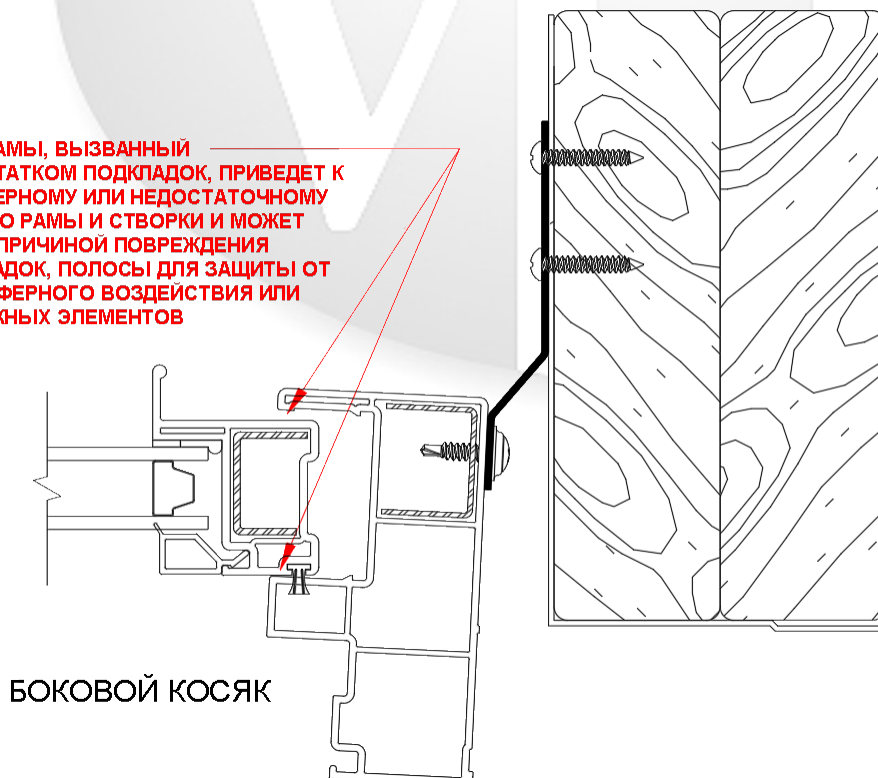 АМЫ, ВЫЗВАННЫЙ
ТАТКОМ ПОДКЛАДОК, ПРИВЕДЕТ К
ЕРНОМУ ИЛИ НЕДОСТАТОЧНОМУ
О РАМЫ И СТВОРКИ И МОЖЕТ
ПРИЧИНОЙ ПОВРЕЖДЕНИЯ
АДОК, ПОЛОСЫ ДЛЯ ЗАЩИТЫ ОТ
ФЕРНОГО ВОЗДЕЙСТВИЯ ИЛИ
ЖНЫХ ЭЛЕМЕНТОВ
БОКОВОЙ КОСЯК